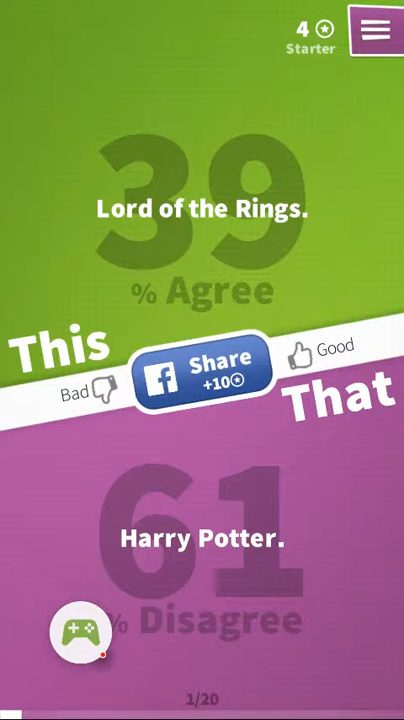 4
Starter
39
Lord of the Rings.
% Agree
This
Bad
Share
+10
Good
That
61
Harry Potter.
% Disagree
1/20